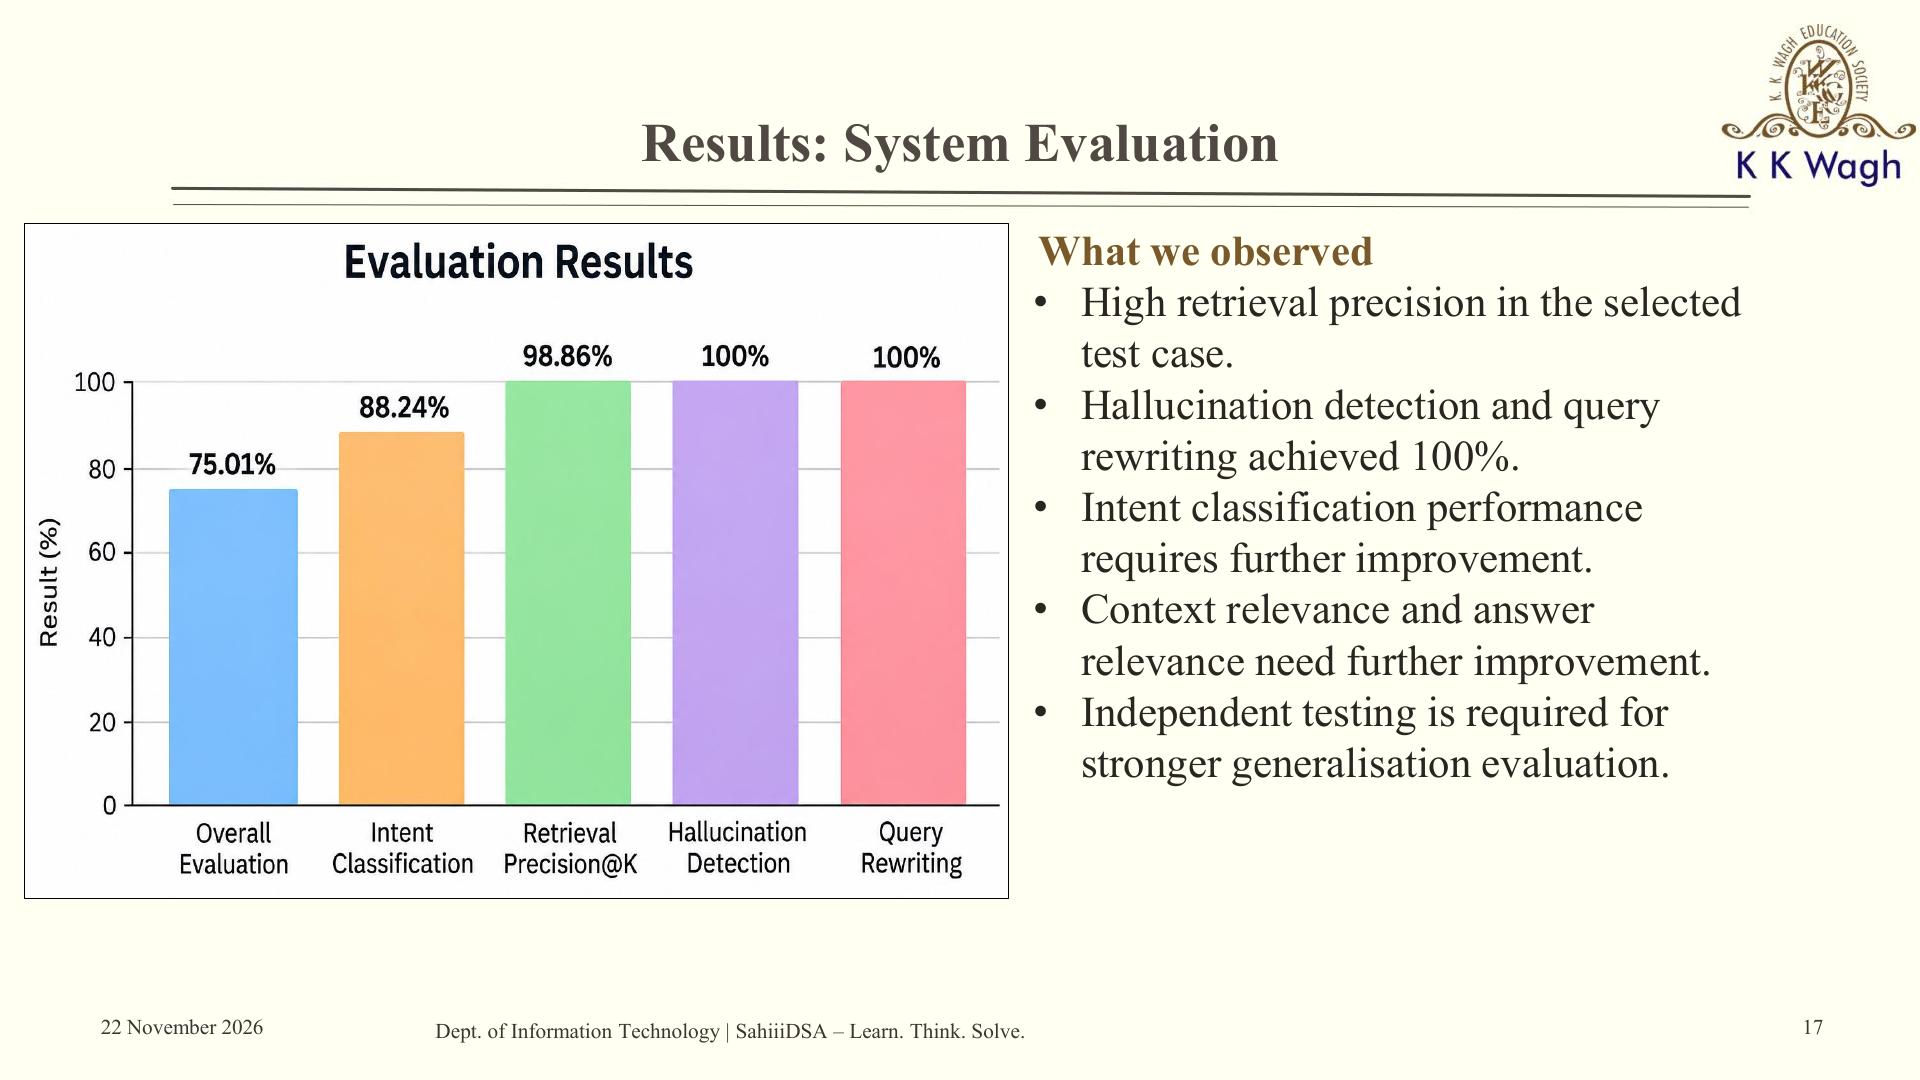 K. K. WAGH EDUCATION SOCIETY
K K Wagh
Results: System Evaluation
Evaluation Results
98.86%
100%
100%
88.24%
75.01%
100
80
60
40
20
0
Result (%)
Overall
Evaluation
Intent
Classification
Retrieval
Precision@K
Hallucination
Detection
Query
Rewriting
What we observed
• High retrieval precision in the selected
test case.
• Hallucination detection and query
rewriting achieved 100%.
• Intent classification performance
requires further improvement.
• Context relevance and answer
relevance need further improvement.
• Independent testing is required for
stronger generalisation evaluation.
22 November 2026
Dept. of Information Technology | SahiiiDSA – Learn. Think. Solve.
17